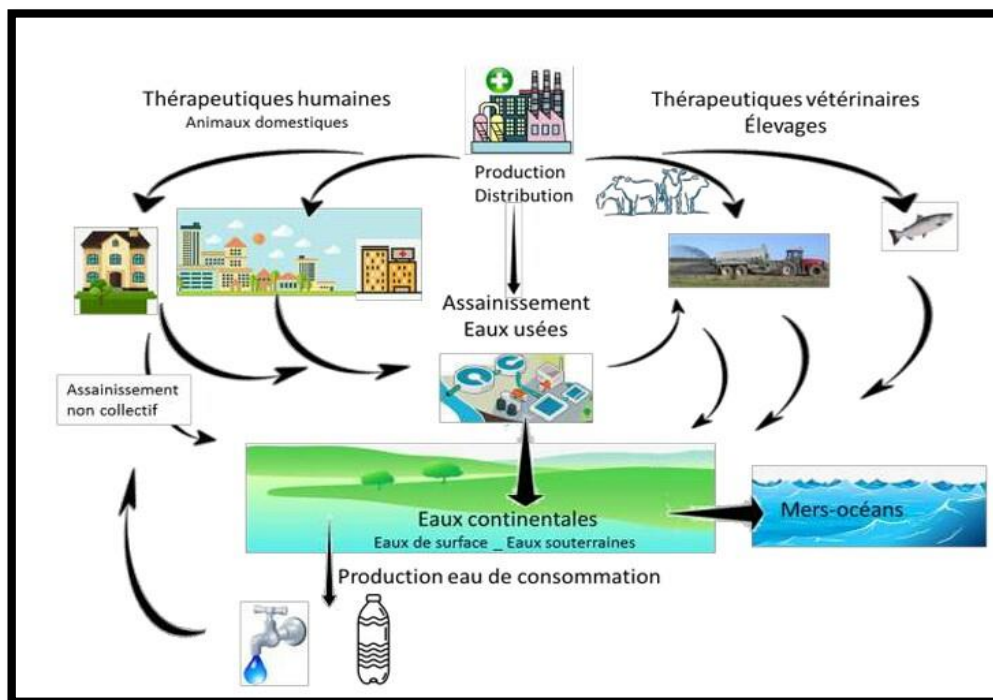 Thérapeutiques humaines
Animaux domestiques
Thérapeutiques vétérinaires
Élevages
Production
Distribution
Assainissement
Eaux usées
Assainissement
non collectif
Eaux continentales
Eaux de surface _ Eaux souterraines
Mers-océans
Production eau de consommation